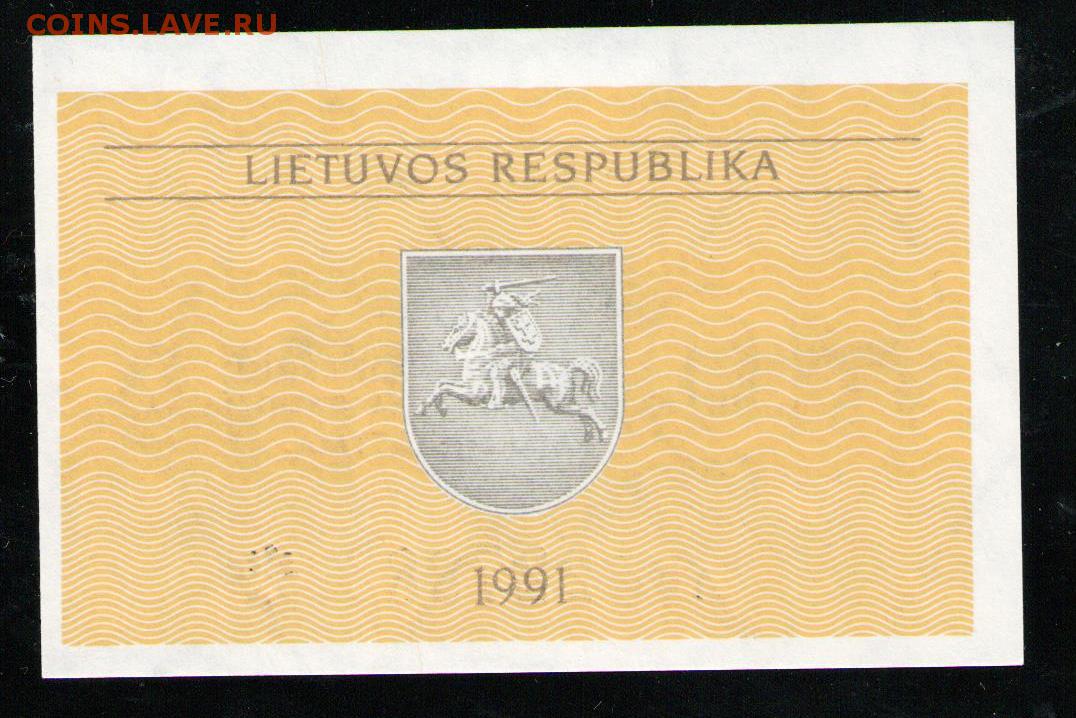 COINS.LAVE.RU
LIETUVOS RESPUBLIKA
1991